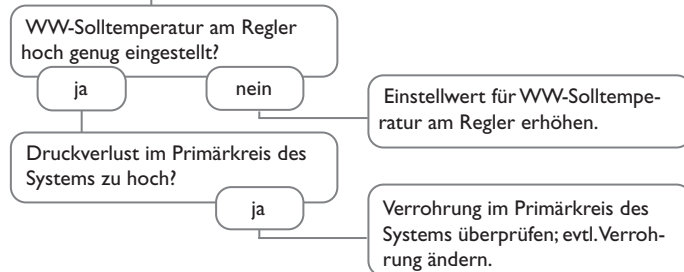 WW-Solltemperatur am Regler
hoch genug eingestellt?
ja
nein
Einstellwert für WW-Solltempe-
ratur am Regler erhöhen.
Druckverlust im Primärkreis des
Systems zu hoch?
ja
Verrohrung im Primärkreis des
Systems überprüfen; evtl. Verroh-
rung ändern.